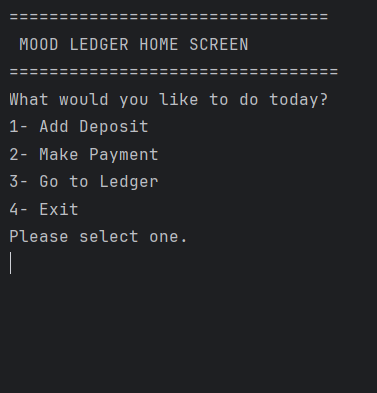 ================================
MOOD LEDGER HOME SCREEN
=================================
What would you like to do today?
1- Add Deposit
2- Make Payment
3- Go to Ledger
4- Exit
Please select one.